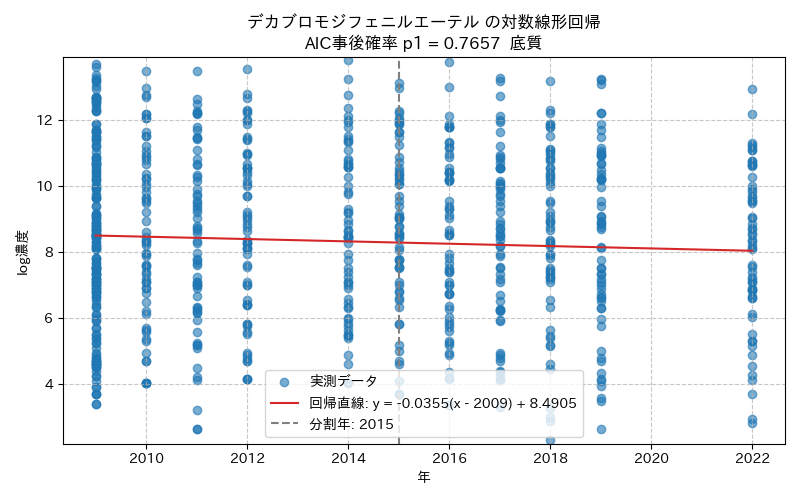 デカブロモジフェニルエーテル の対数線形回帰
AIC事後確率 p1 = 0.7657 底質
log濃度
12
10
8
6
4
実測データ
回帰直線: y = -0.0355(x - 2009) + 8.4905
分割年: 2015
2010
2012
2014
2016
2018
2020
2022
年